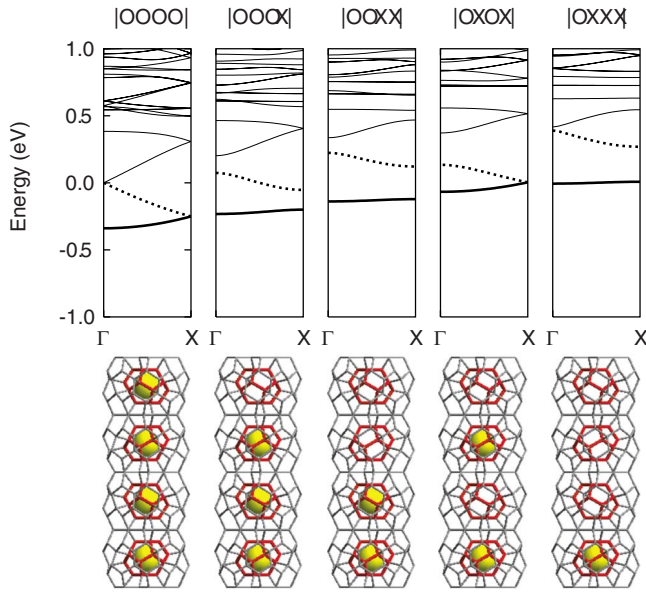 |OOOO| |OOOX| |OOXX| |OXOX| |OXXX|
1.0
0.5
0.0
-0.5
-1.0
Energy (eV)
Γ X Γ X Γ X Γ X Γ X